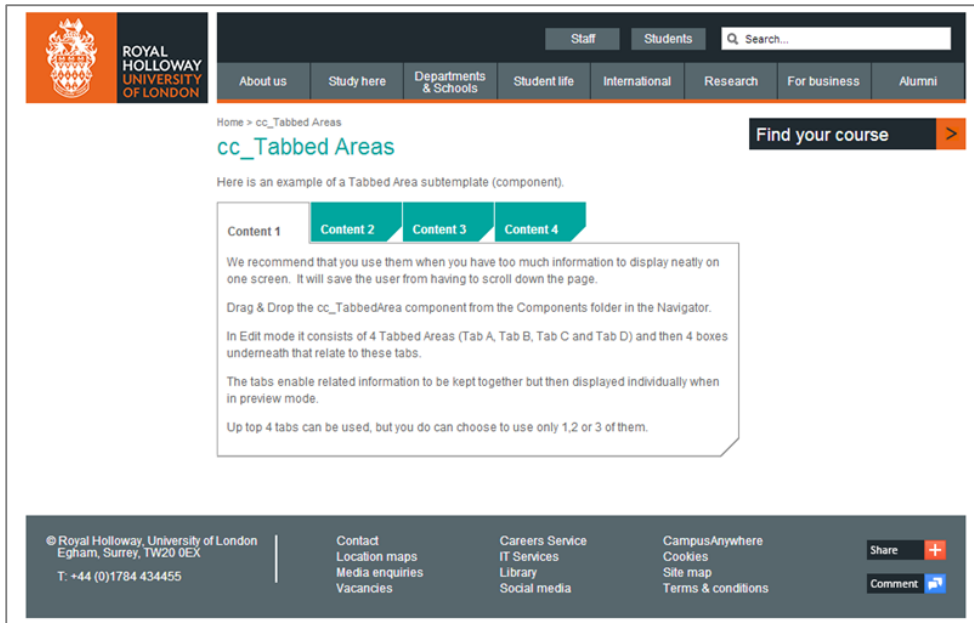 ROYAL
HOLLOWAY
UNIVERSITY
OF LONDON
Staff
Students
Search...
About us
Study here
Departments
& Schools
Student life
International
Research
For business
Alumni
Home > cc_Tabbed Areas
cc_Tabbed Areas
Find your course
>
Here is an example of a Tabbed Area subtemplate (component).
Content 1
Content 2
Content 3
Content 4
We recommend that you use them when you have too much information to display neatly on
one screen. It will save the user from having to scroll down the page.
Drag & Drop the cc_TabbedArea component from the Components folder in the Navigator.
In Edit mode it consists of 4 Tabbed Areas (Tab A, Tab B, Tab C and Tab D) and then 4 boxes
underneath that relate to these tabs.
The tabs enable related information to be kept together but then displayed individually when
in preview mode.
Up top 4 tabs can be used, but you do can choose to use only 1,2 or 3 of them.
© Royal Holloway, University of London
Egham, Surrey, TW20 0EX
T: +44 (0)1784 434455
Contact
Location maps
Media enquiries
Vacancies
Careers Service
IT Services
Library
Social media
CampusAnywhere
Cookies
Site map
Terms & conditions
Share
Comment